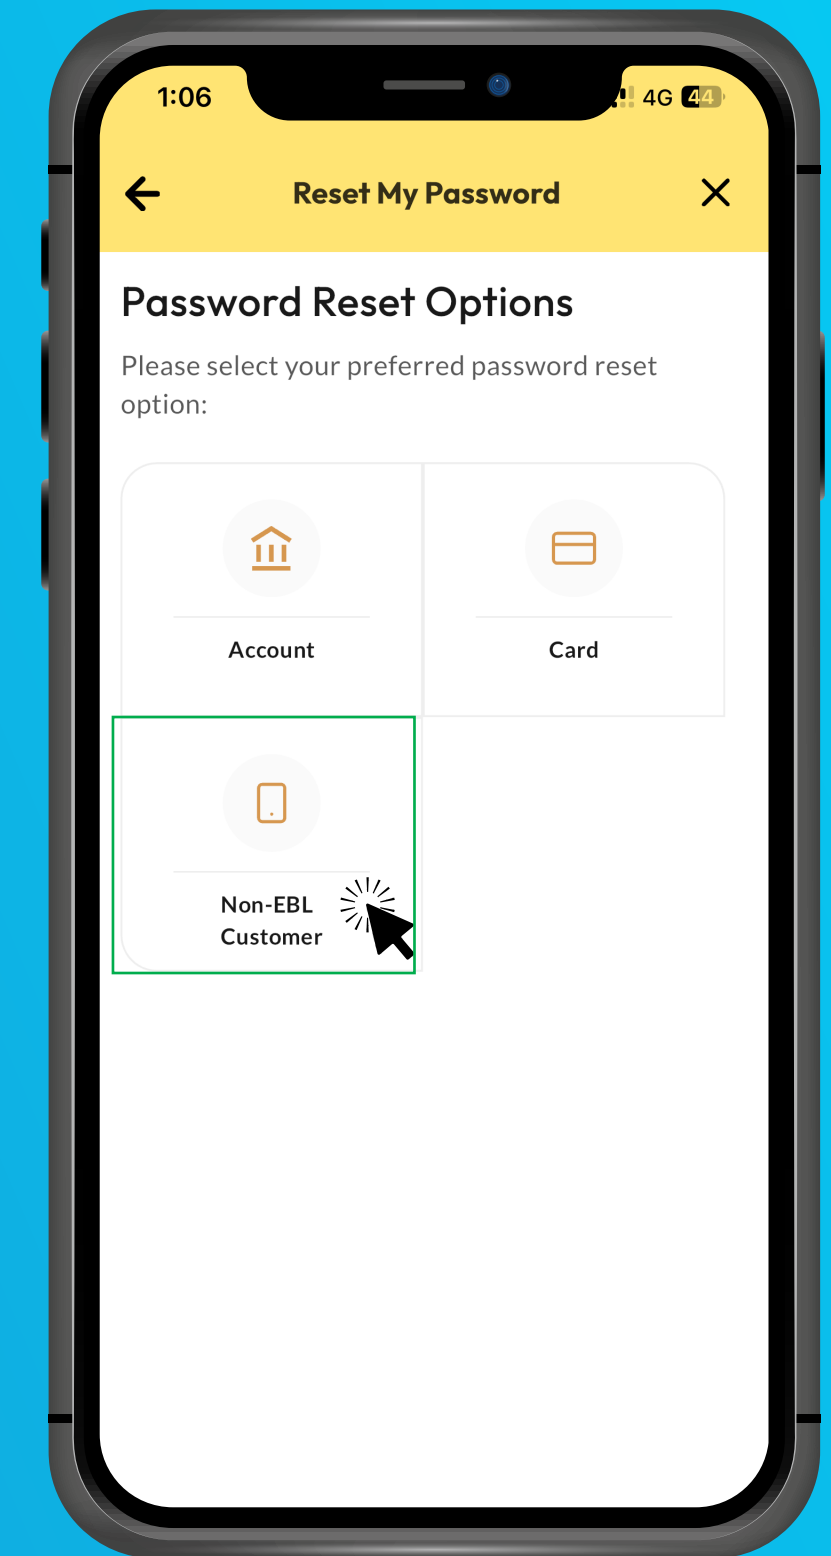 1:06 4G 44
Reset My Password
Password Reset Options
Please select your preferred password reset
option:
Account Card
Non-EBL
Customer